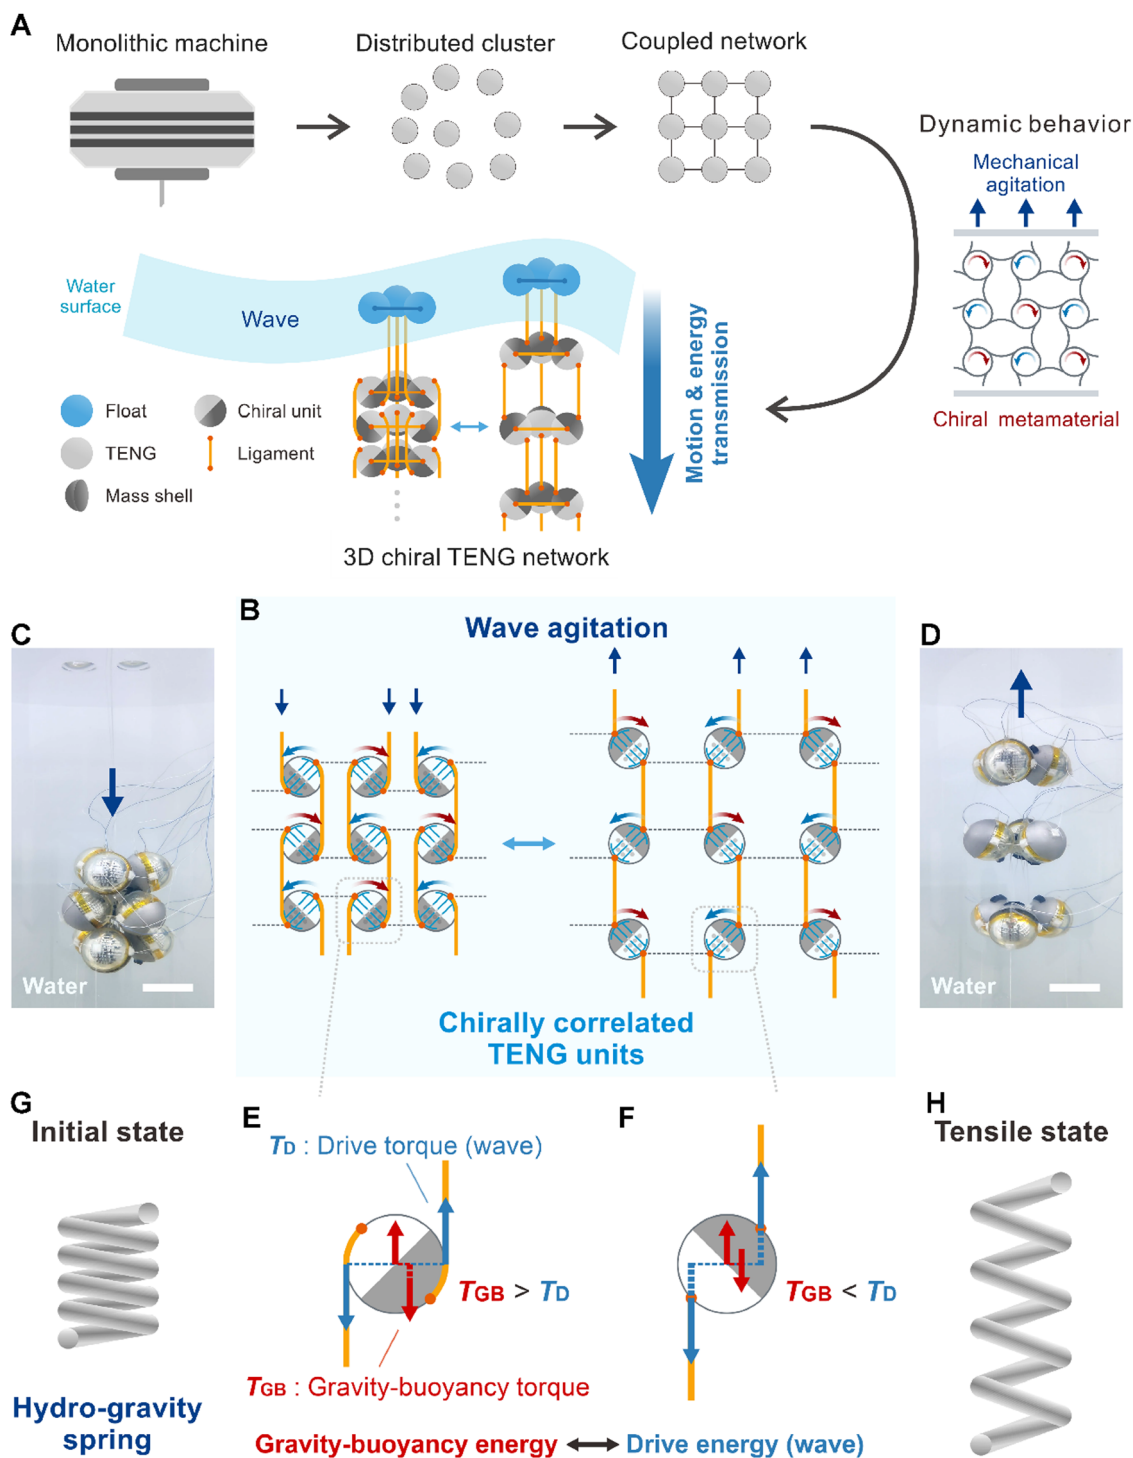 A
Monolithic machine
Distributed cluster
Coupled network
Dynamic behavior
Mechanical
agitation
Chiral metamaterial
Water
surface
Wave
Motion & energy
transmission
Float
Chiral unit
TENG
Ligament
Mass shell
3D chiral TENG network
B
Wave agitation
C
Water
D
Water
Chirally correlated
TENG units
G
Initial state
Hydro-gravity
spring
E
TD : Drive torque (wave)
TGB > TD
TGB : Gravity-buoyancy torque
F
TGB < TD
Gravity-buoyancy energy
Drive energy (wave)
H
Tensile state